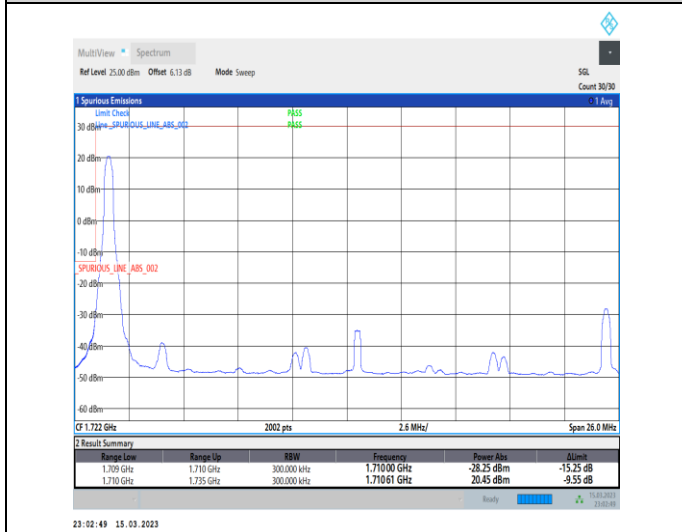 MultiView Spectrum
Ref Level 25.00 dBm Offset 6.13 dB Mode Sweep SGL
Count 30/30
1 Spurious Emissions 1 Avg
Limit Check PASS
30 dBm Line _SPURIOUS_LINE_ABS_002 PASS
20 dBm
10 dBm
0 dBm
-10 dBm
_SPURIOUS_LINE_ABS_002
-20 dBm
-30 dBm
-40 dBm
-50 dBm
-60 dBm
CF 1.722 GHz 2002 pts 2.6 MHz/ Span 26.0 MHz
2 Result Summary
Range Low Range Up RBW Frequency Power Abs ΔLimit
1.709 GHz 1.710 GHz 300.000 kHz 1.71000 GHz -28.25 dBm -15.25 dB
1.710 GHz 1.735 GHz 300.000 kHz 1.71061 GHz 20.45 dBm -9.55 dB
Ready 15.03.2023
23:02:49
23:02:49 15.03.2023